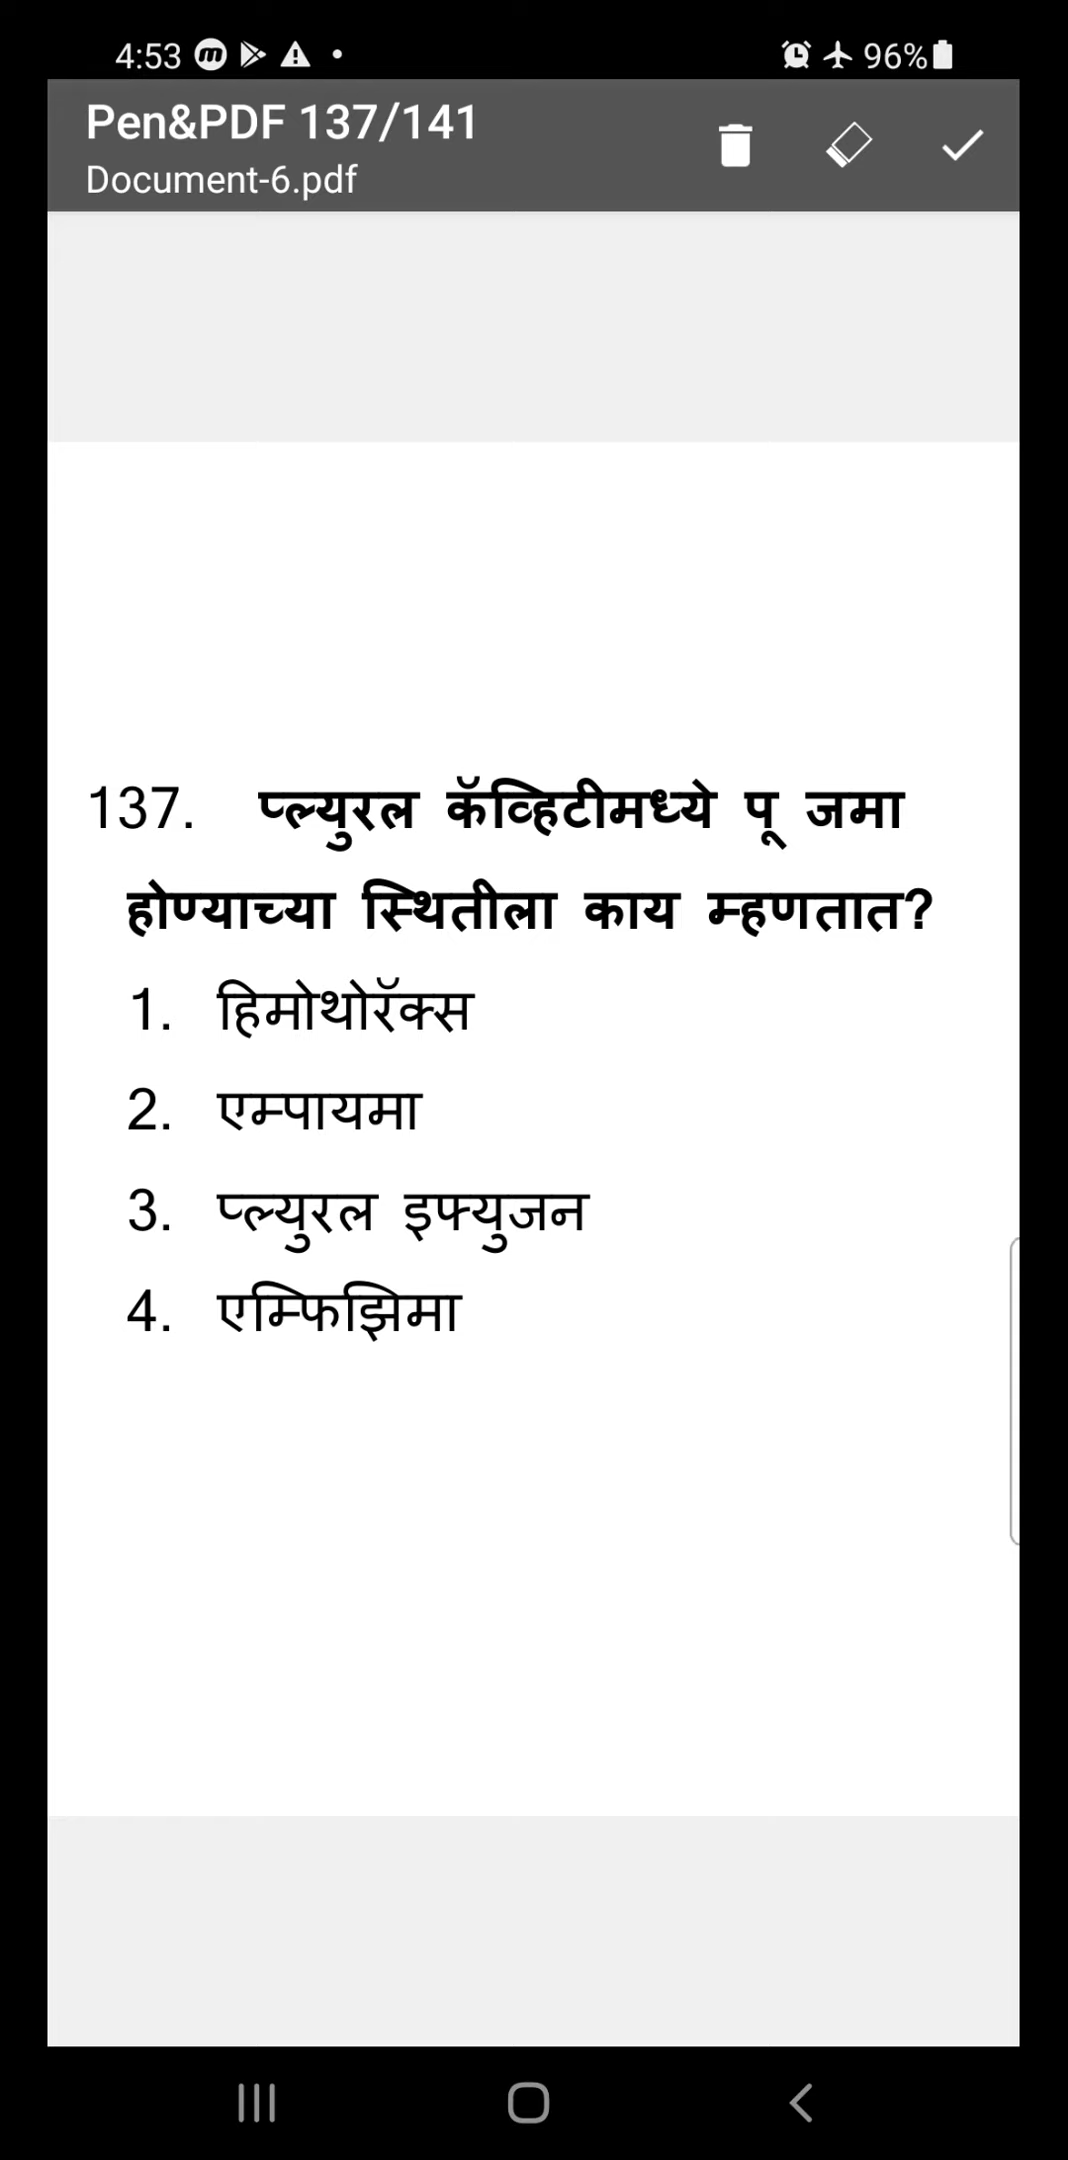 4:53 96%
Pen&PDF 137/141
Document-6.pdf
137. प्ल्युरल कॅव्हिटीमध्ये पू जमा
होण्याच्या स्थितीला काय म्हणतात?
1. हिमोथोरॅक्स
2. एम्पायमा
3. प्ल्युरल इफ्युजन
4. एम्फिझिमा